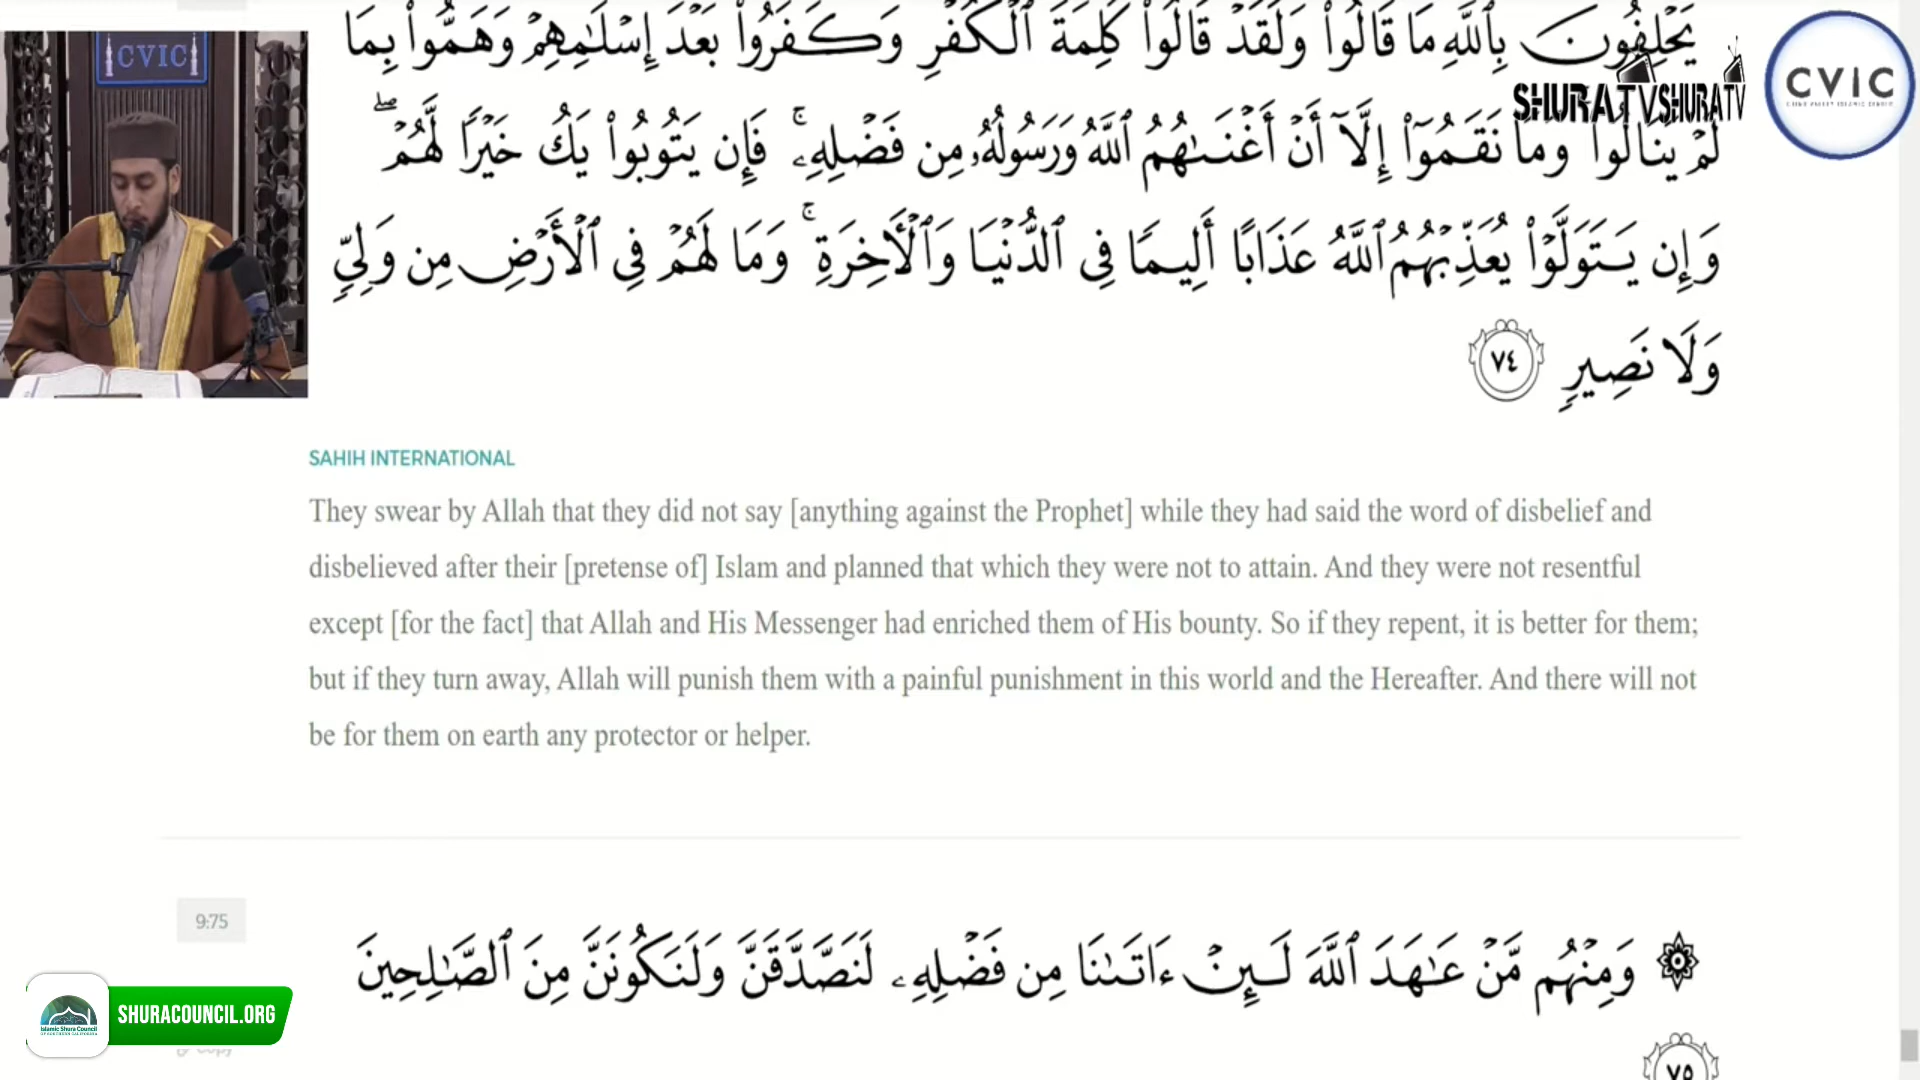 CVIC
يَحْلِفُونَ بِٱللَّهِ مَا قَالُوا۟ وَلَقَدْ قَالُوا۟ كَلِمَةَ ٱلْكُفْرِ وَكَفَرُوا۟ بَعْدَ إِسْلَـٰمِهِمْ وَهَمُّوا۟ بِمَا
SHURATVSHURATV
CVIC
لَمْ يَنَالُوا۟ وَمَا نَقَمُوٓا۟ إِلَّآ أَنْ أَغْنَىٰهُمُ ٱللَّهُ وَرَسُولُهُۥ مِن فَضْلِهِۦ ۚ فَإِن يَتُوبُوا۟ يَكُ خَيْرًا لَّهُمْ ۖ
وَإِن يَتَوَلَّوْا۟ يُعَذِّبْهُمُ ٱللَّهُ عَذَابًا أَلِيمًا فِى ٱلدُّنْيَا وَٱلْـَٔاخِرَةِ ۚ وَمَا لَهُمْ فِى ٱلْأَرْضِ مِن وَلِىٍّ
وَلَا نَصِيرٍ ٧٤
SAHIH INTERNATIONAL
They swear by Allah that they did not say [anything against the Prophet] while they had said the word of disbelief and
disbelieved after their [pretense of] Islam and planned that which they were not to attain. And they were not resentful
except [for the fact] that Allah and His Messenger had enriched them of His bounty. So if they repent, it is better for them;
but if they turn away, Allah will punish them with a painful punishment in this world and the Hereafter. And there will not
be for them on earth any protector or helper.
9:75
۞ وَمِنْهُم مَّنْ عَـٰهَدَ ٱللَّهَ لَئِنْ ءَاتَىٰنَا مِن فَضْلِهِۦ لَنَصَّدَّقَنَّ وَلَنَكُونَنَّ مِنَ ٱلصَّـٰلِحِينَ
٧٥
Islamic Shura Council
SHURACOUNCIL.ORG
Copy